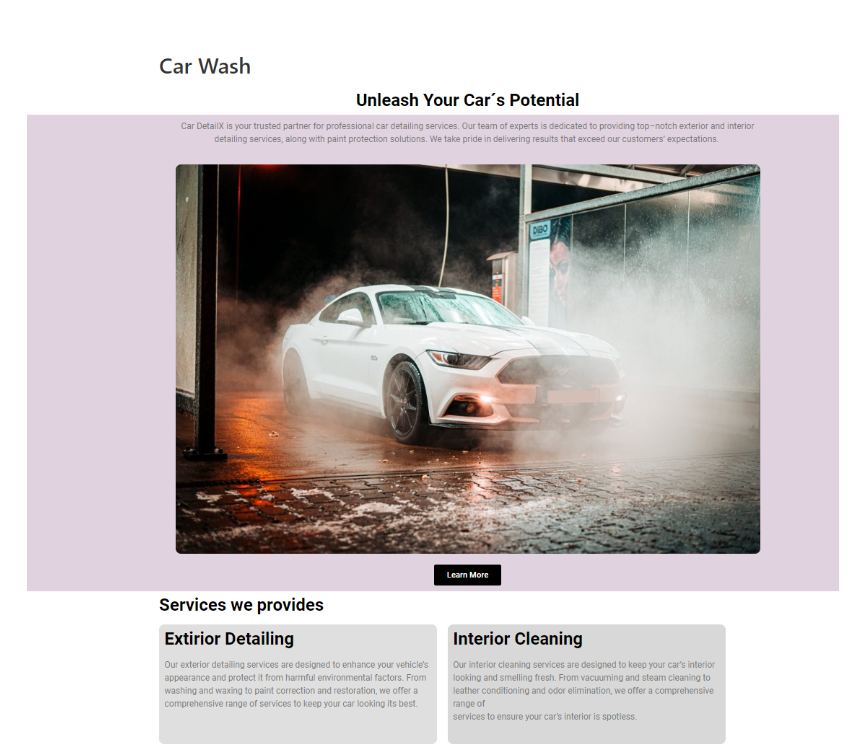 Car Wash
Unleash Your Car´s Potential
Car DetailX is your trusted partner for professional car detailing services. Our team of experts is dedicated to providing top-notch exterior and interior
detailing services, along with paint protection solutions. We take pride in delivering results that exceed our customers' expectations.
DIBO
Learn More
Services we provides
Extirior Detailing
Our exterior detailing services are designed to enhance your vehicle's
appearance and protect it from harmful environmental factors. From
washing and waxing to paint correction and restoration, we offer a
comprehensive range of services to keep your car looking its best.
Interior Cleaning
Our interior cleaning services are designed to keep your car's interior
looking and smelling fresh. From vacuuming and steam cleaning to
leather conditioning and odor elimination, we offer a comprehensive
range of
services to ensure your car's interior is spotless.